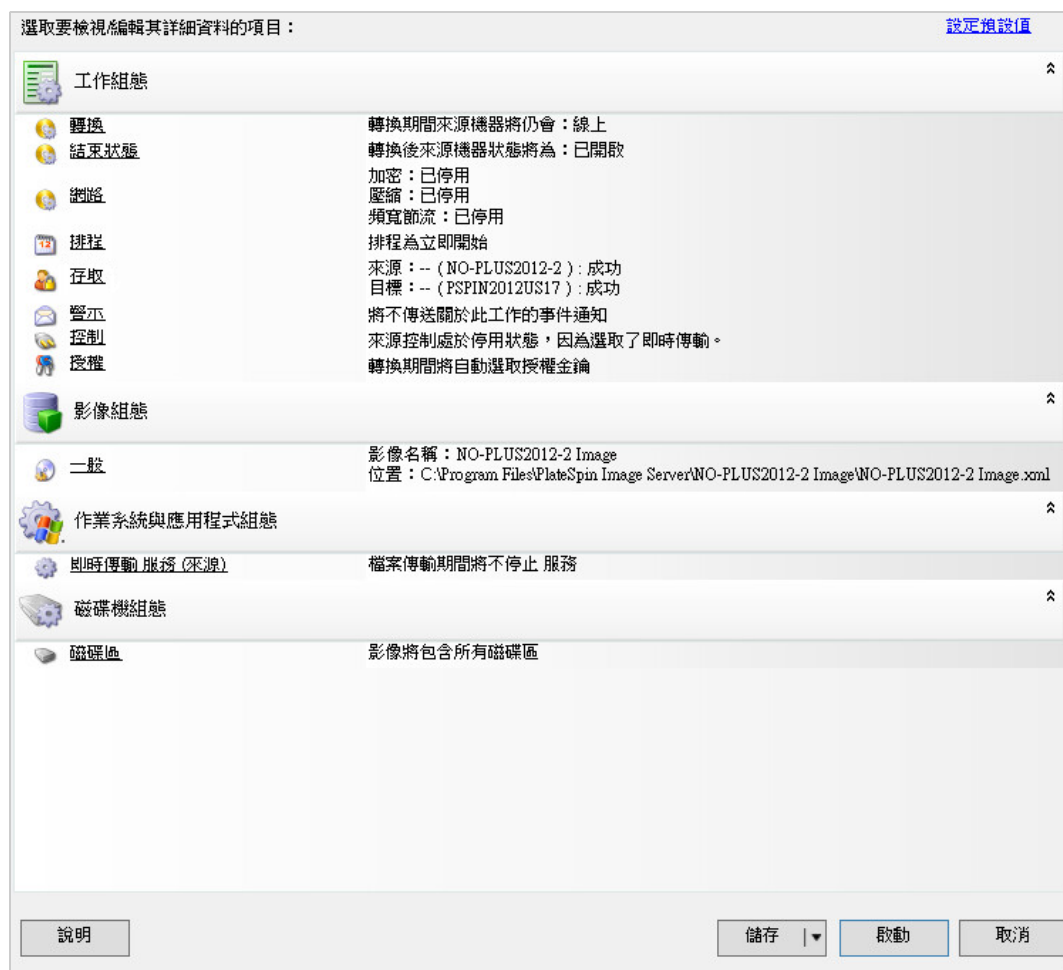 選取要檢視/編輯其詳細資料的項目：
設定預設值
工作組態
轉換 轉換期間來源機器將仍會：線上
結束狀態 轉換後來源機器狀態將為：已開啟
加密：已停用
網路 壓縮：已停用
頻寬節流：已停用
排程 排程為立即開始
存取 來源：-- ( NO-PLUS2012-2 ) : 成功
目標：-- ( PSPIN2012US17 ) : 成功
警示 將不傳送關於此工作的事件通知
控制 來源控制處於停用狀態，因為選取了即時傳輸。
授權 轉換期間將自動選取授權金鑰
影像組態
一般 影像名稱：NO-PLUS2012-2 Image
位置：C:\Program Files\PlateSpin Image Server\NO-PLUS2012-2 Image\NO-PLUS2012-2 Image.xml
作業系統與應用程式組態
即時傳輸 服務 (來源) 檔案傳輸期間將不停止 服務
磁碟機組態
磁碟區 影像將包含所有磁碟區
說明 儲存 啟動 取消